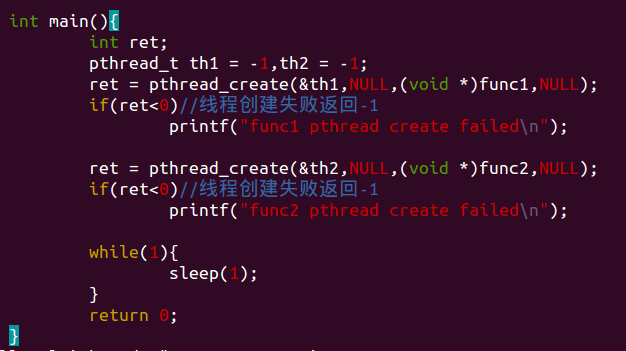 int main(){
int ret;
pthread_t th1 = -1,th2 = -1;
ret = pthread_create(&th1,NULL,(void *)func1,NULL);
if(ret<0)//线程创建失败返回-1
printf("func1 pthread create failed\n");
ret = pthread_create(&th2,NULL,(void *)func2,NULL);
if(ret<0)//线程创建失败返回-1
printf("func2 pthread create failed\n");
while(1){
sleep(1);
}
return 0;
}